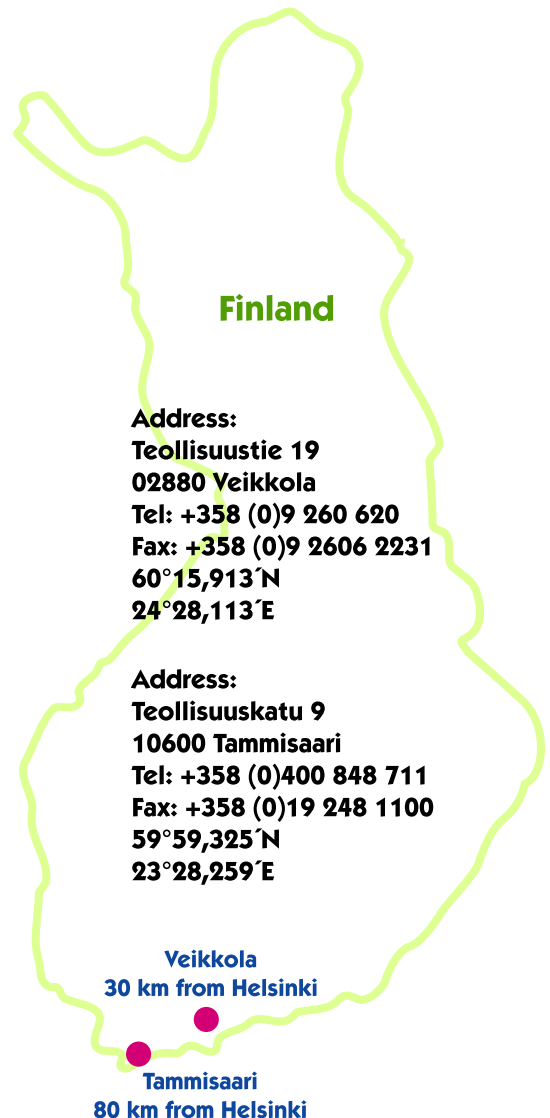 Finland
Address:
Teollisuustie 19
02880 Veikkola
Tel: +358 (0)9 260 620
Fax: +358 (0)9 2606 2231
60°15,913´N
24°28,113´E
Address:
Teollisuuskatu 9
10600 Tammisaari
Tel: +358 (0)400 848 711
Fax: +358 (0)19 248 1100
59°59,325´N
23°28,259´E
Veikkola
30 km from Helsinki
Tammisaari
80 km from Helsinki